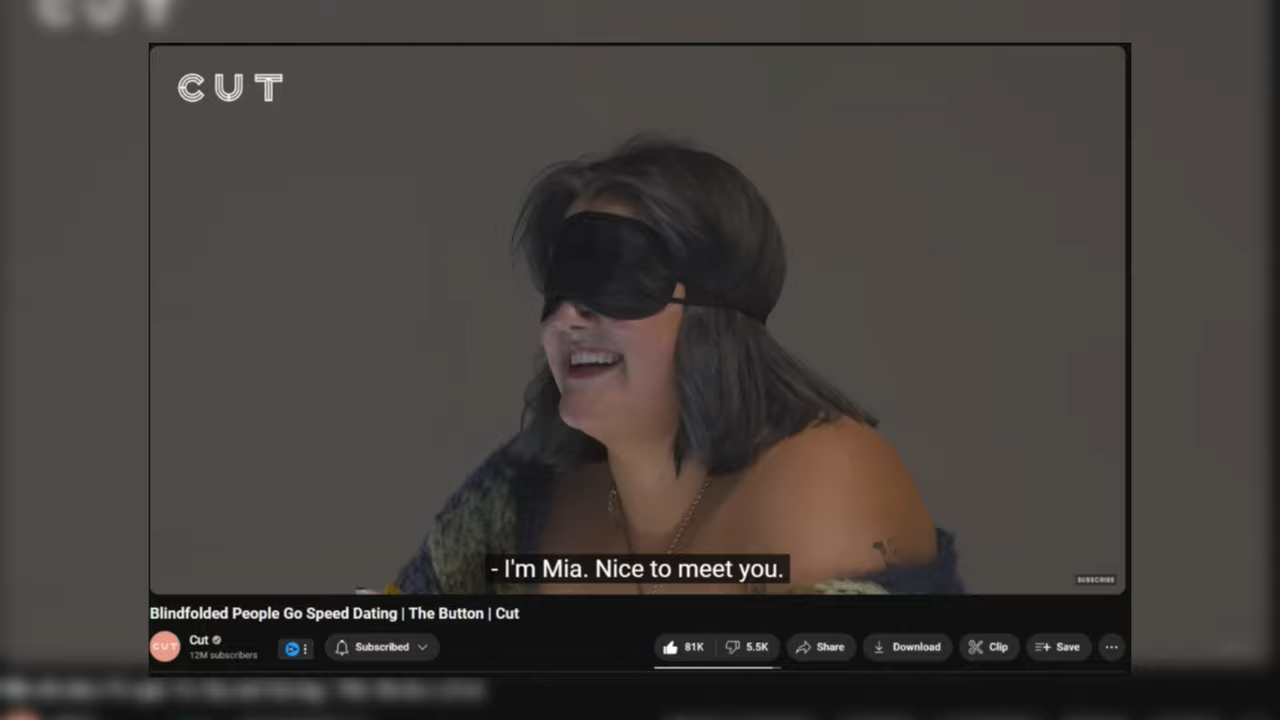 CUT
- I'm Mia. Nice to meet you.
SUBSCRIBE
Blindfolded People Go Speed Dating | The Button | Cut
CUT
Cut
12M subscribers
Subscribed
81K
5.5K
Share
Download
Clip
Save